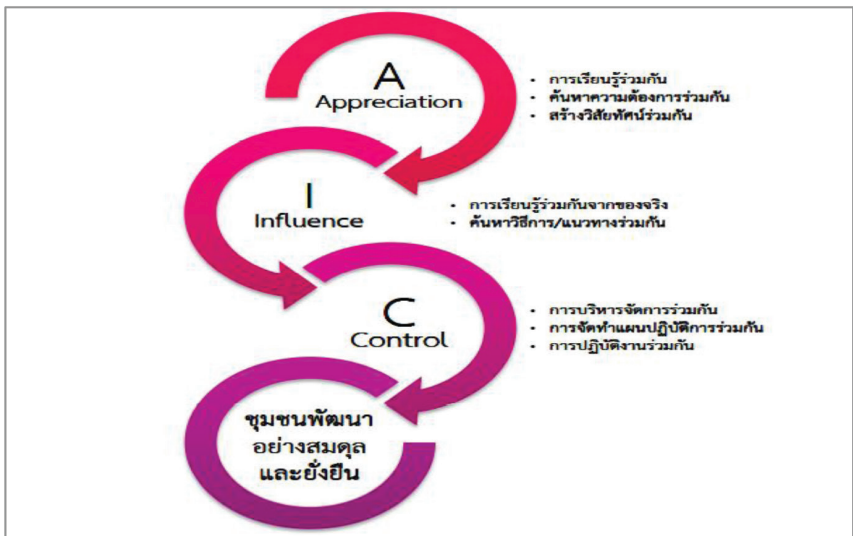 A
Appreciation
• การเรียนรู้ร่วมกัน
• ค้นหาความต้องการร่วมกัน
• สร้างวิสัยทัศน์ร่วมกัน
I
Influence
• การเรียนรู้ร่วมกันจากของจริง
• ค้นหาวิธีการ/แนวทางร่วมกัน
C
Control
• การบริหารจัดการร่วมกัน
• การจัดทำแผนปฏิบัติการร่วมกัน
• การปฏิบัติงานร่วมกัน
ชุมชนพัฒนา
อย่างสมดุล
และยั่งยืน